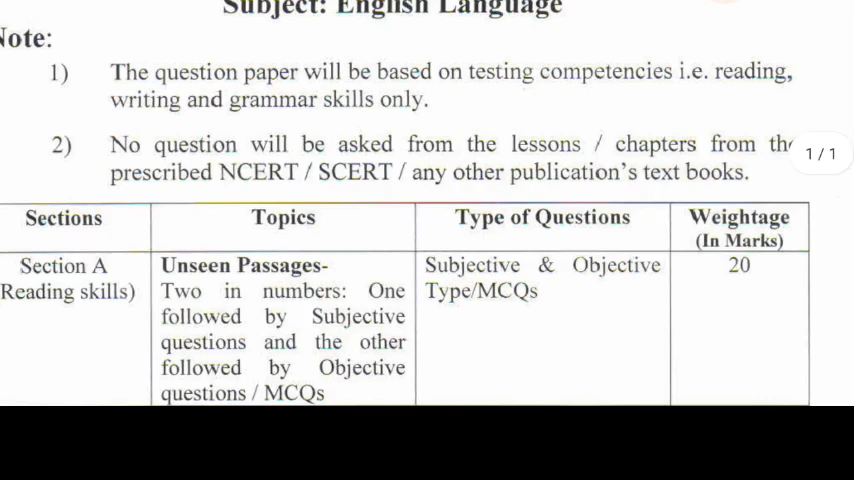 Subject: English Language
Note:
1) The question paper will be based on testing competencies i.e. reading,
writing and grammar skills only.
2) No question will be asked from the lessons / chapters from the
prescribed NCERT / SCERT / any other publication's text books.
1 / 1
Sections Topics Type of Questions Weightage
(In Marks)
Section A Unseen Passages- Subjective & Objective 20
Reading skills) Two in numbers: One Type/MCQs
followed by Subjective
questions and the other
followed by Objective
questions / MCQs